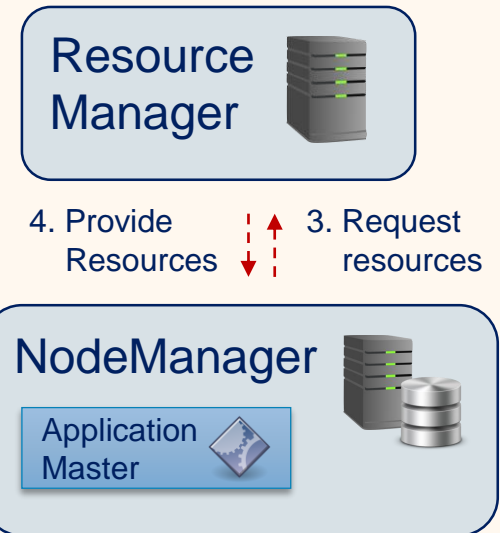 Resource
Manager
4. Provide
Resources
3. Request
resources
NodeManager
Application
Master